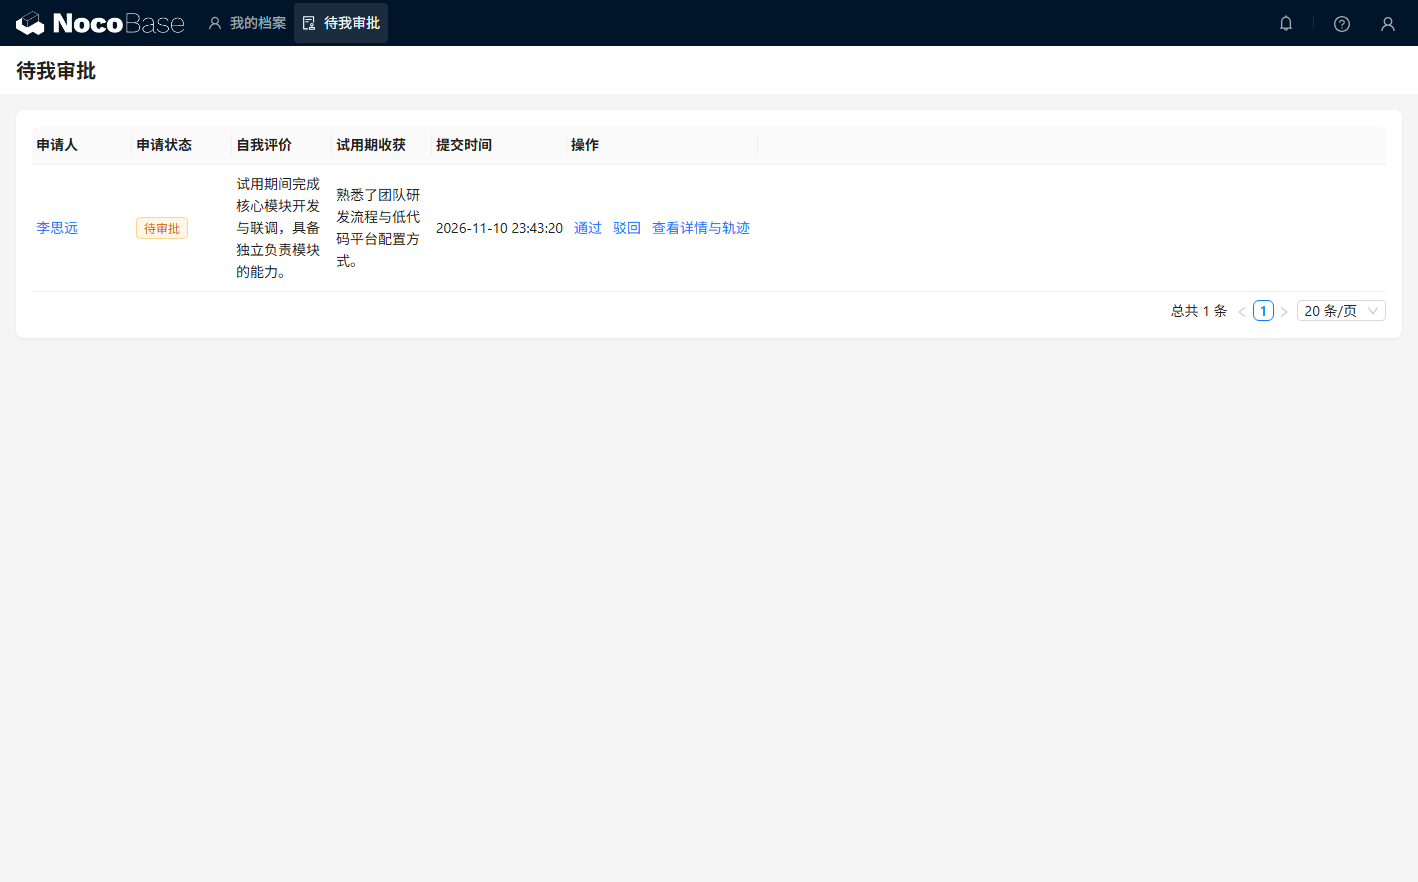 NocoBase 我的档案 待我审批
待我审批
申请人 申请状态 自我评价 试用期收获 提交时间 操作
李思远
待审批
试用期间完成
核心模块开发
与联调，具备
独立负责模块
的能力。
熟悉了团队研
发流程与低代
码平台配置方
式。
2026-11-10 23:43:20
通过 驳回 查看详情与轨迹
总共 1 条 1 20 条/页